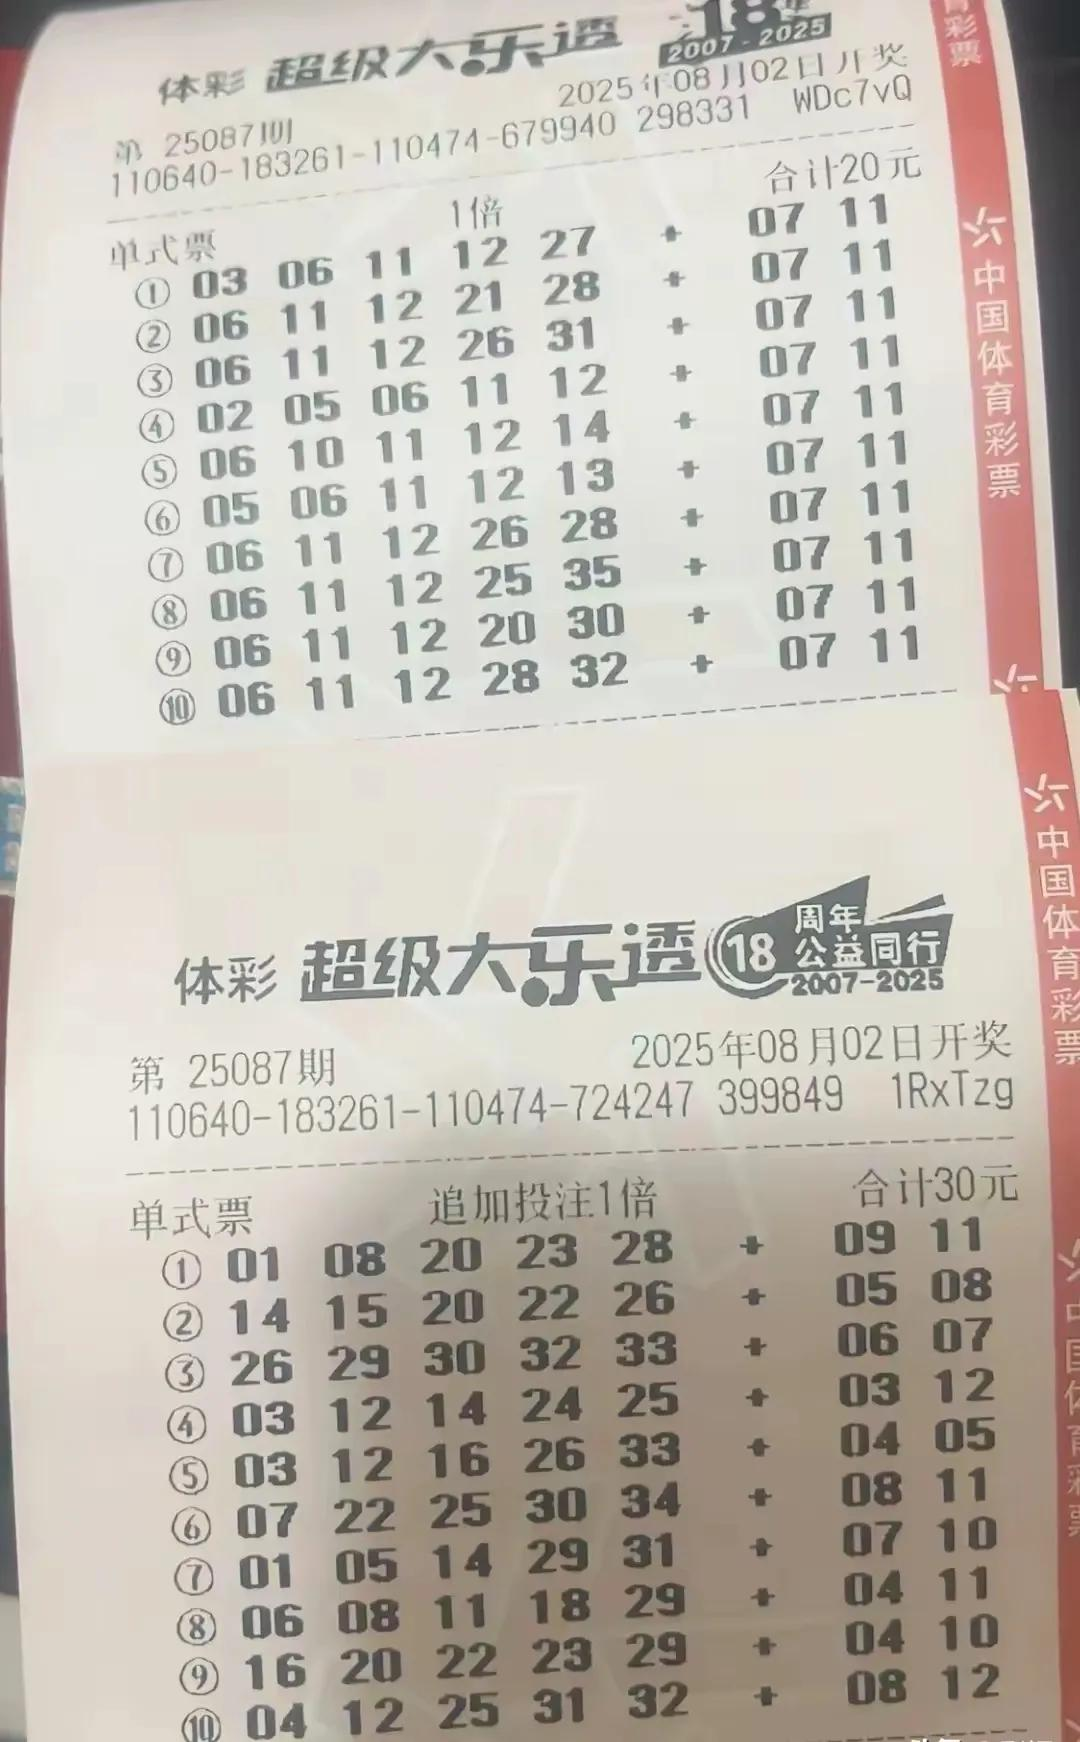 体彩 超级大乐透 18年
2007-2025
第 25087期 2025年08月02日开奖
110640-183261-110474-679940 298331 WDc7vQ
单式票 1倍 合计20元
① 03 06 11 12 27 + 07 11
② 06 11 12 21 28 + 07 11
③ 06 11 12 26 31 + 07 11
④ 02 05 06 11 12 + 07 11
⑤ 06 10 11 12 14 + 07 11
⑥ 05 06 11 12 13 + 07 11
⑦ 06 11 12 26 28 + 07 11
⑧ 06 11 12 25 35 + 07 11
⑨ 06 11 12 20 30 + 07 11
⑩ 06 11 12 28 32 + 07 11
育彩票
中国体育彩票
体彩 超级大乐透 18 周年
公益同行
2007-2025
第 25087期 2025年08月02日开奖
110640-183261-110474-724247 399849 1RxTzg
单式票 追加投注1倍 合计30元
① 01 08 20 23 28 + 09 11
② 14 15 20 22 26 + 05 08
③ 26 29 30 32 33 + 06 07
④ 03 12 14 24 25 + 03 12
⑤ 03 12 16 26 33 + 04 05
⑥ 07 22 25 30 34 + 08 11
⑦ 01 05 14 29 31 + 07 10
⑧ 06 08 11 18 29 + 04 11
⑨ 16 20 22 23 29 + 04 10
⑩ 04 12 25 31 32 + 08 12
中国体育彩票
中国体育彩票